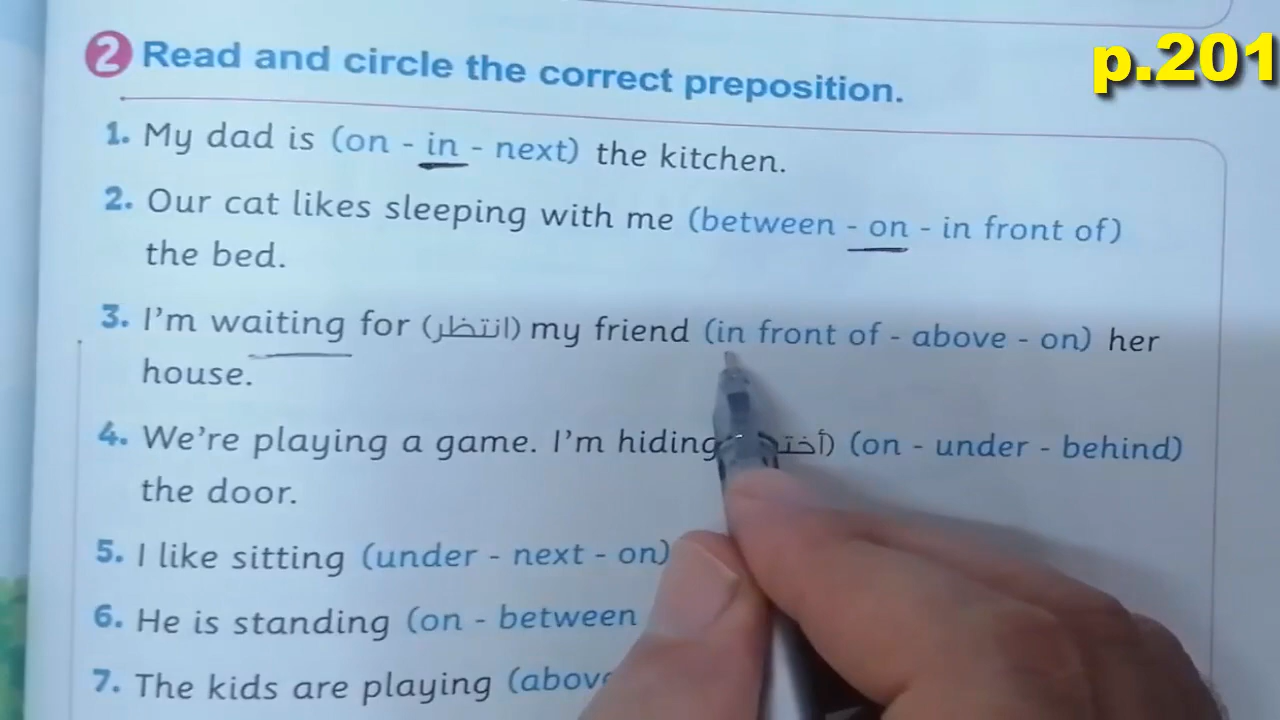 p.201
2 Read and circle the correct preposition.
1. My dad is (on - in - next) the kitchen.
2. Our cat likes sleeping with me (between - on - in front of)
the bed.
3. I'm waiting for (انتظر) my friend (in front of - above - on) her
house.
4. We're playing a game. I'm hiding (on - under - behind)
the door.
5. I like sitting (under - next - on)
6. He is standing (on - between
7. The kids are playing (above